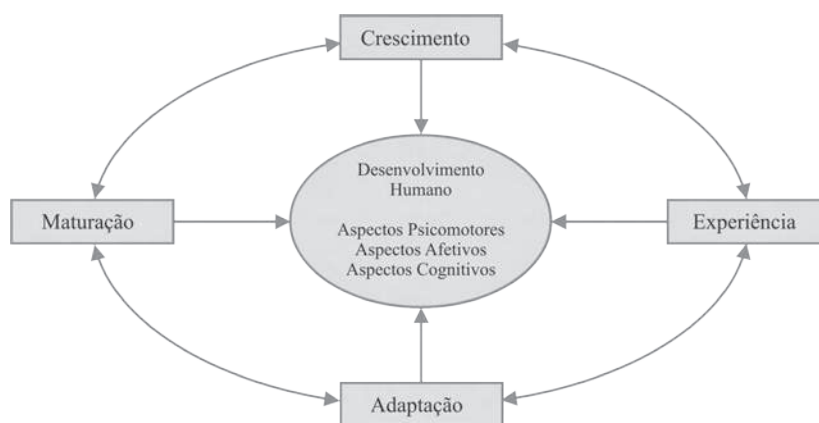 Crescimento
Desenvolvimento
Humano
Maturação
Experiência
Aspectos Psicomotores
Aspectos Afetivos
Aspectos Cognitivos
Adaptação